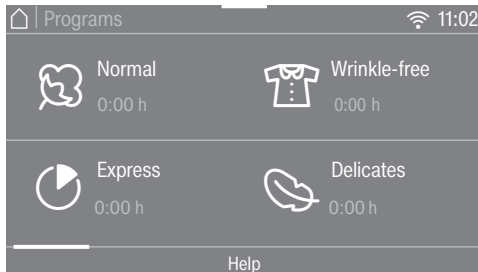 Programs 11:02
Normal
0:00 h
Wrinkle-free
0:00 h
Express
0:00 h
Delicates
0:00 h
Help